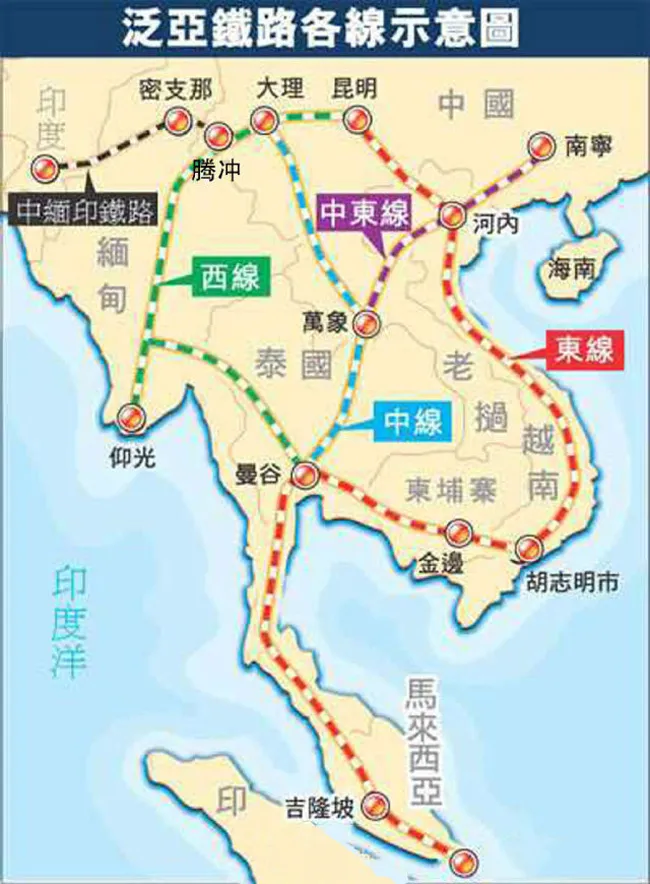 泛亞鐵路各線示意圖
密支那
大理
昆明
印度
中國
南寧
腾冲
中緬印鐵路
中東線
河內
緬甸
西線
海南
萬象
泰國
老撾
東線
越南
中線
仰光
曼谷
柬埔寨
金邊
胡志明市
印度洋
馬來西亞
吉隆坡
印